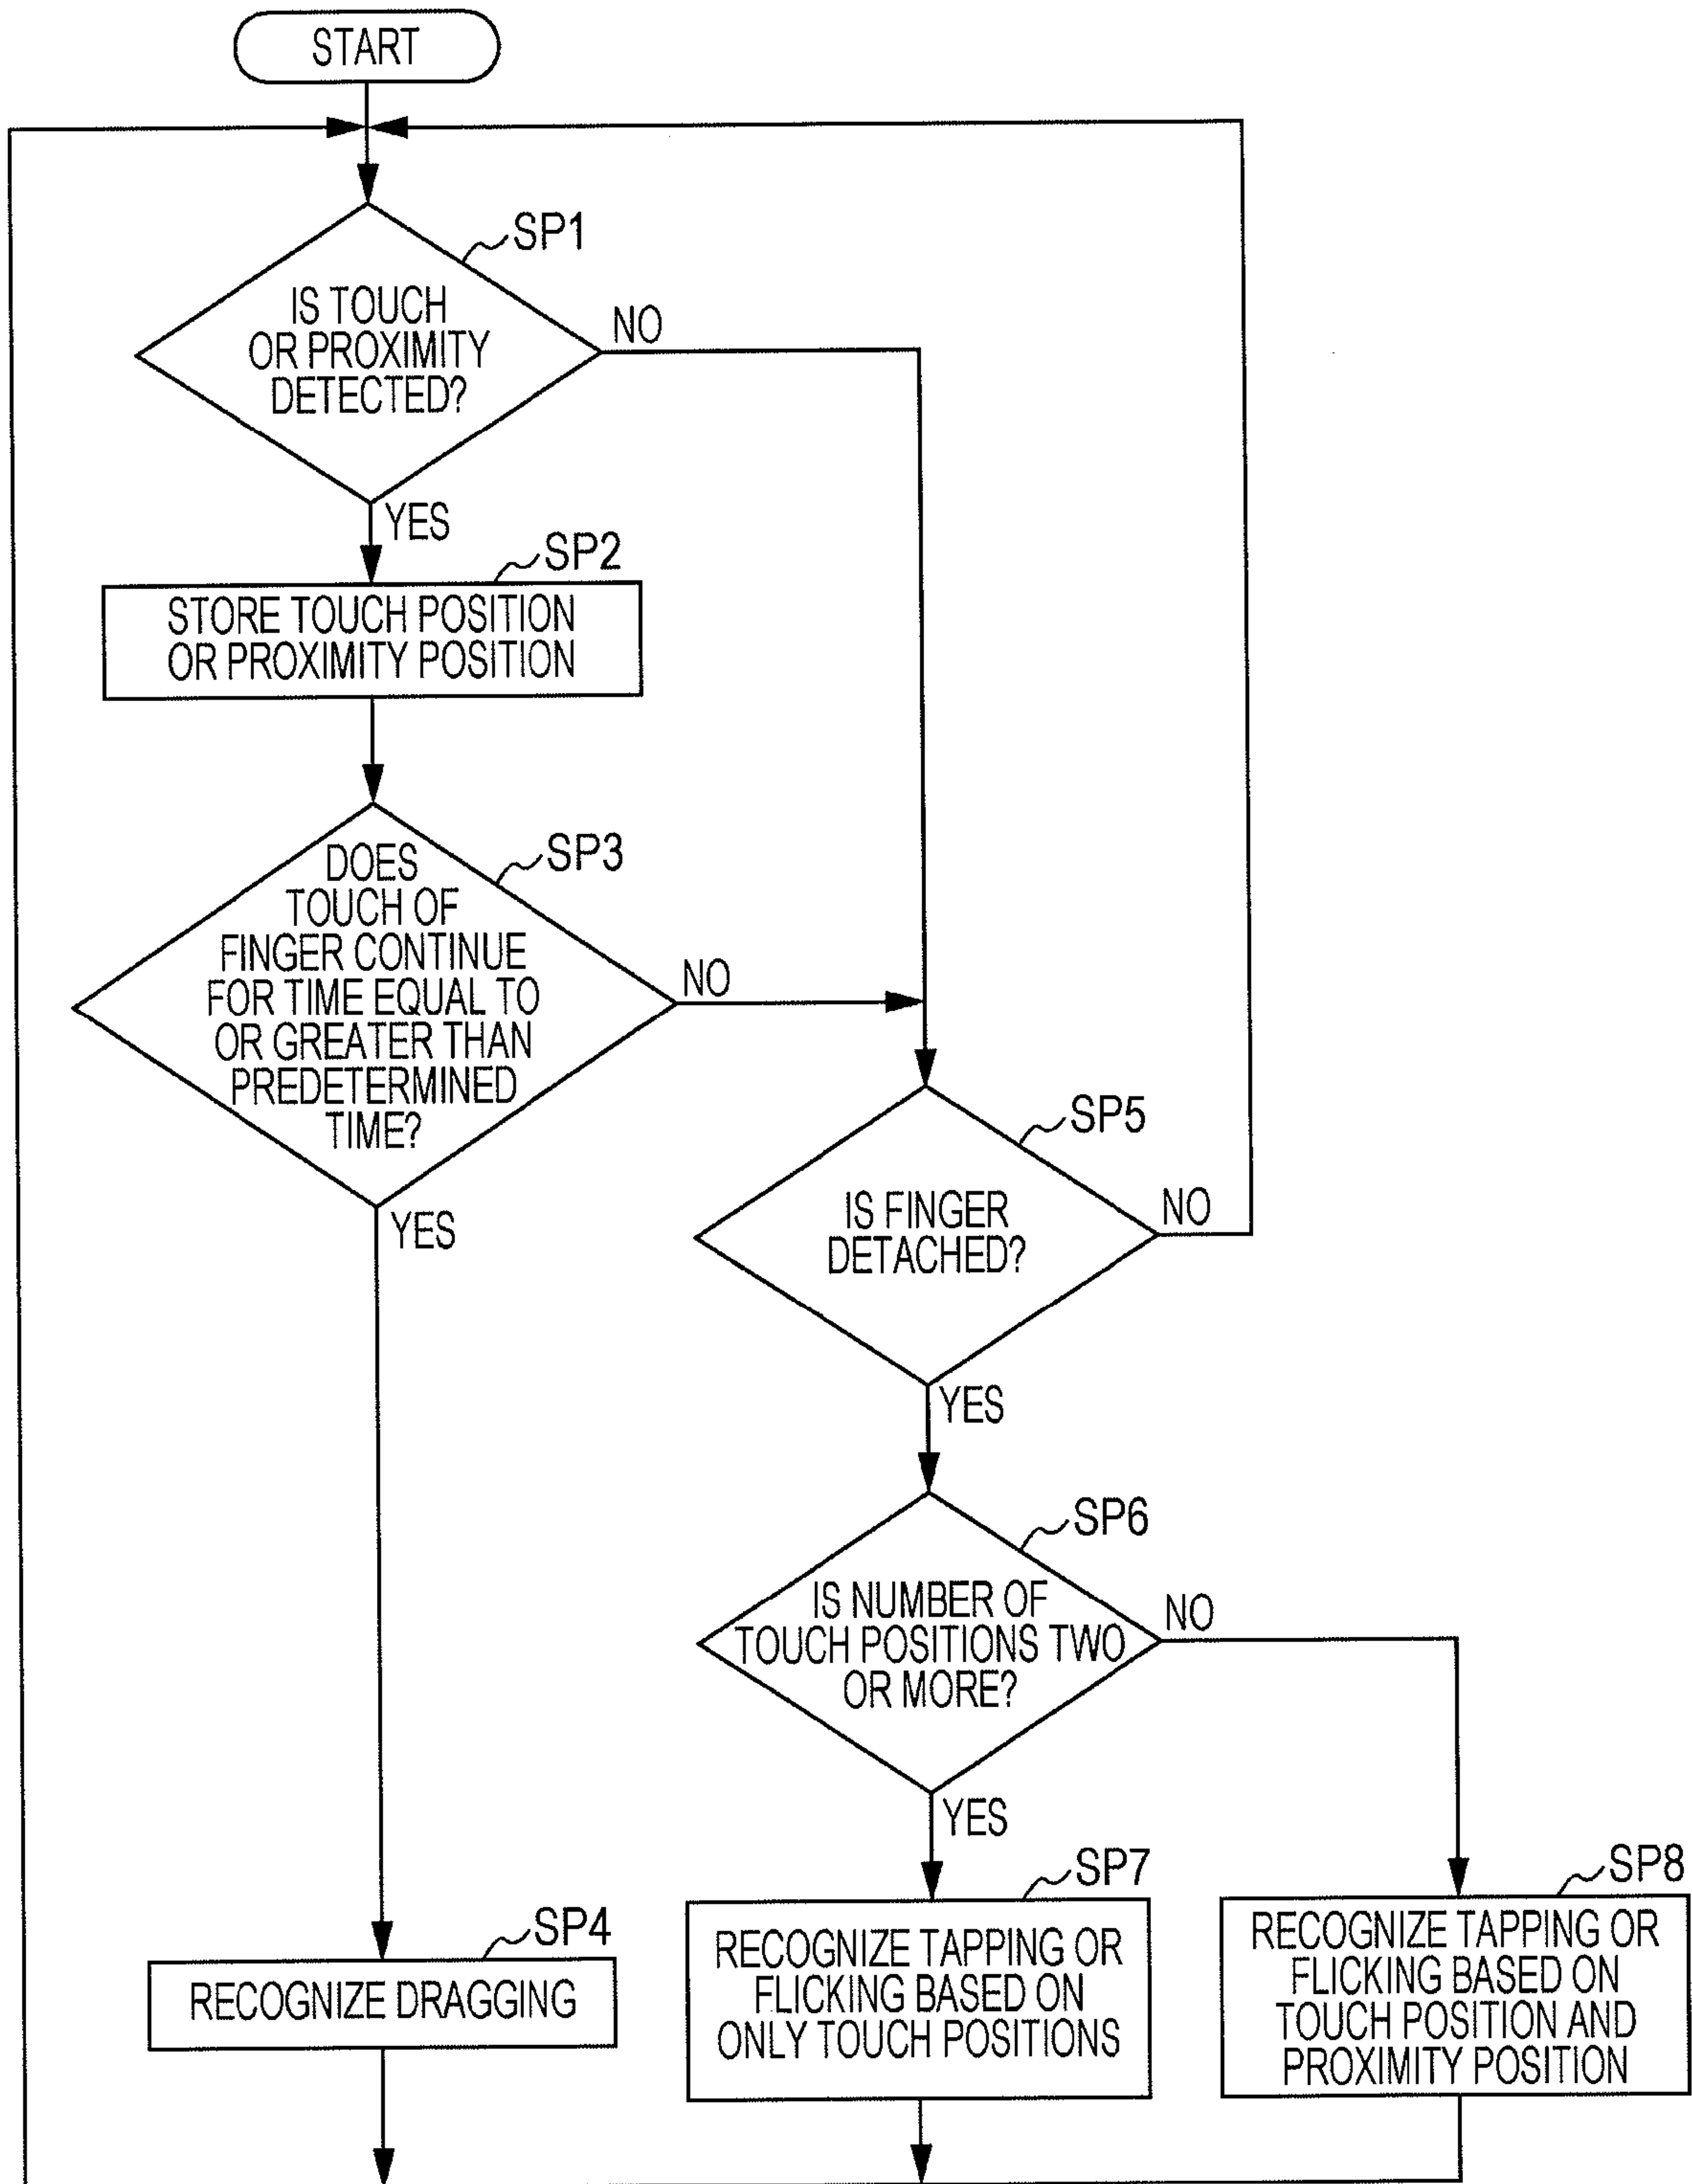 START
SP1
IS TOUCH
OR PROXIMITY
DETECTED?
NO
YES
SP2
STORE TOUCH POSITION
OR PROXIMITY POSITION
SP3
DOES
TOUCH OF
FINGER CONTINUE
FOR TIME EQUAL TO
OR GREATER THAN
PREDETERMINED
TIME?
NO
YES
SP5
IS FINGER
DETACHED?
NO
YES
SP6
IS NUMBER OF
TOUCH POSITIONS TWO
OR MORE?
NO
YES
SP4
RECOGNIZE DRAGGING
SP7
RECOGNIZE TAPPING OR
FLICKING BASED ON
ONLY TOUCH POSITIONS
SP8
RECOGNIZE TAPPING OR
FLICKING BASED ON
TOUCH POSITION AND
PROXIMITY POSITION